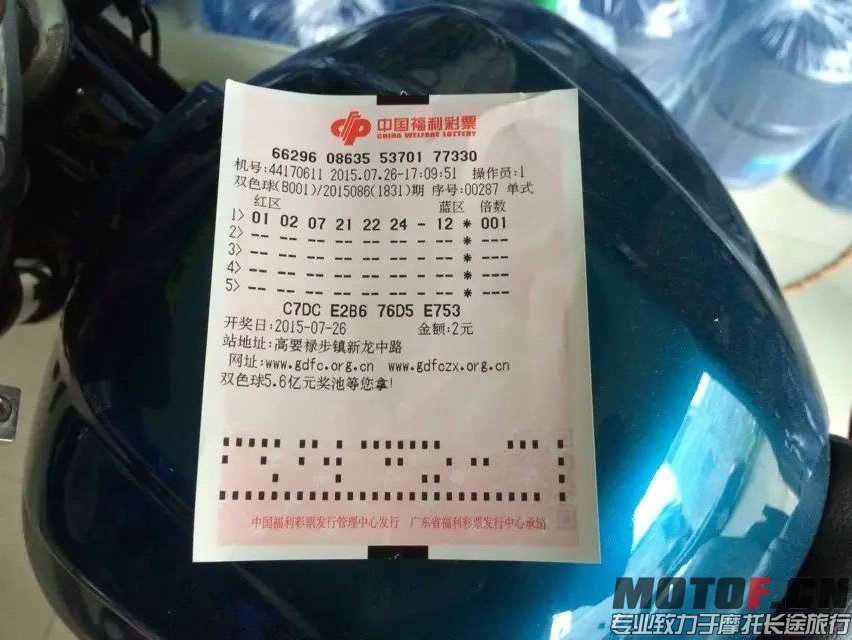 中国福利彩票
CHINA WELFARE LOTTERY
66296 08635 53701 77330
机号:44170611 2015.07.26-17:09:51 操作员:1
双色球(B001)/2015086(1831)期 序号:00287 单式
红区 蓝区 倍数
1> 01 02 07 21 22 24 - 12 * 001
2> -- -- -- -- -- -- - -- * ---
3> -- -- -- -- -- -- - -- * ---
4> -- -- -- -- -- -- - -- * ---
5> -- -- -- -- -- -- - -- * ---
C7DC E2B6 76D5 E753
开奖日:2015-07-26 金额:2元
站地址:高要禄步镇新龙中路
网址:www.gdfc.org.cn www.gdfczx.org.cn
双色球5.6亿元奖池等您拿!
中国福利彩票发行管理中心发行 广东省福利彩票发行中心承销
MOTOF.CN
专业致力于摩托长途旅行